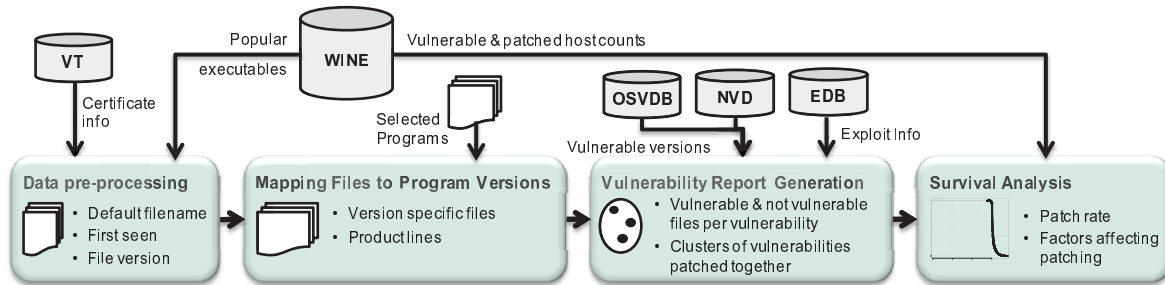 VT
Certificate
info
Popular
executables
WINE
Vulnerable & patched host counts
Selected
Programs
OSVDB
NVD
EDB
Vulnerable versions
Exploit Info
Data pre-processing
• Default filename
• First seen
• File version
Mapping Files to Program Versions
• Version specific files
• Product lines
Vulnerability Report Generation
• Vulnerable & not vulnerable
files per vulnerability
• Clusters of vulnerabilities
patched together
Survival Analysis
• Patch rate
• Factors affecting
patching